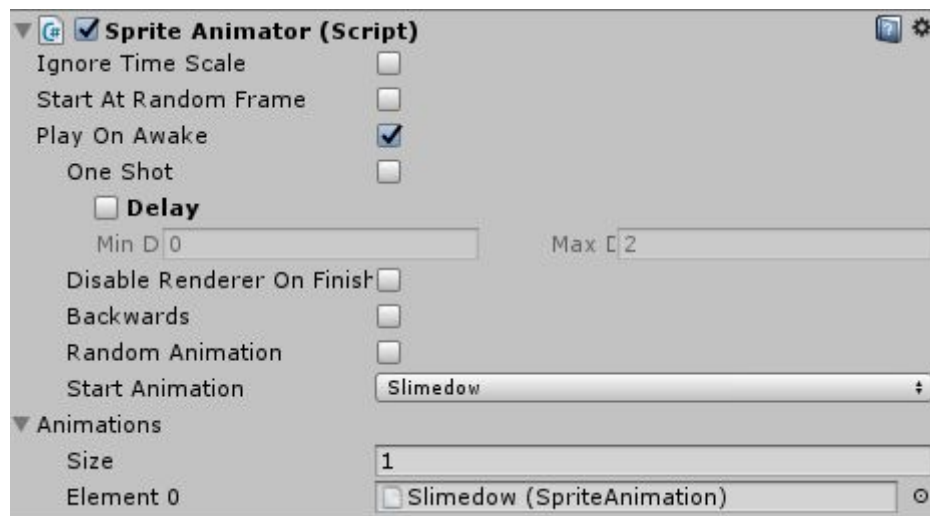 Sprite Animator (Script)
Ignore Time Scale
Start At Random Frame
Play On Awake
One Shot
Delay
Min D 0 Max D 2
Disable Renderer On Finish
Backwards
Random Animation
Start Animation Slimedow
Animations
Size 1
Element 0 Slimedow (SpriteAnimation)